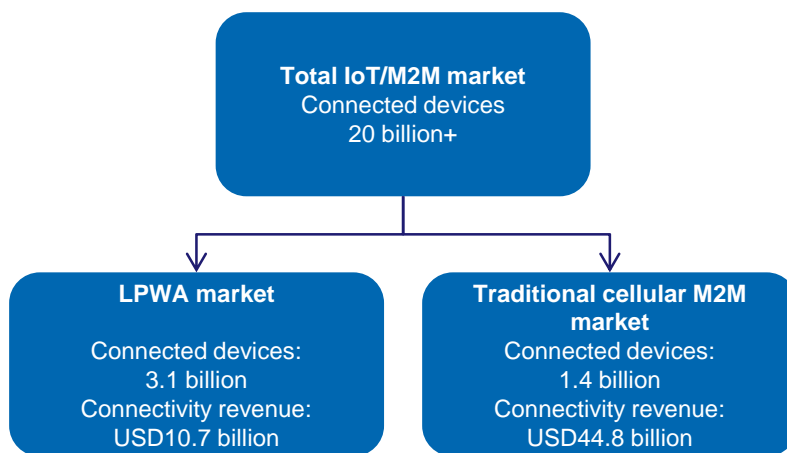 Total IoT/M2M market
Connected devices
20 billion+
LPWA market
Connected devices:
3.1 billion
Connectivity revenue:
USD10.7 billion
Traditional cellular M2M
market
Connected devices:
1.4 billion
Connectivity revenue:
USD44.8 billion